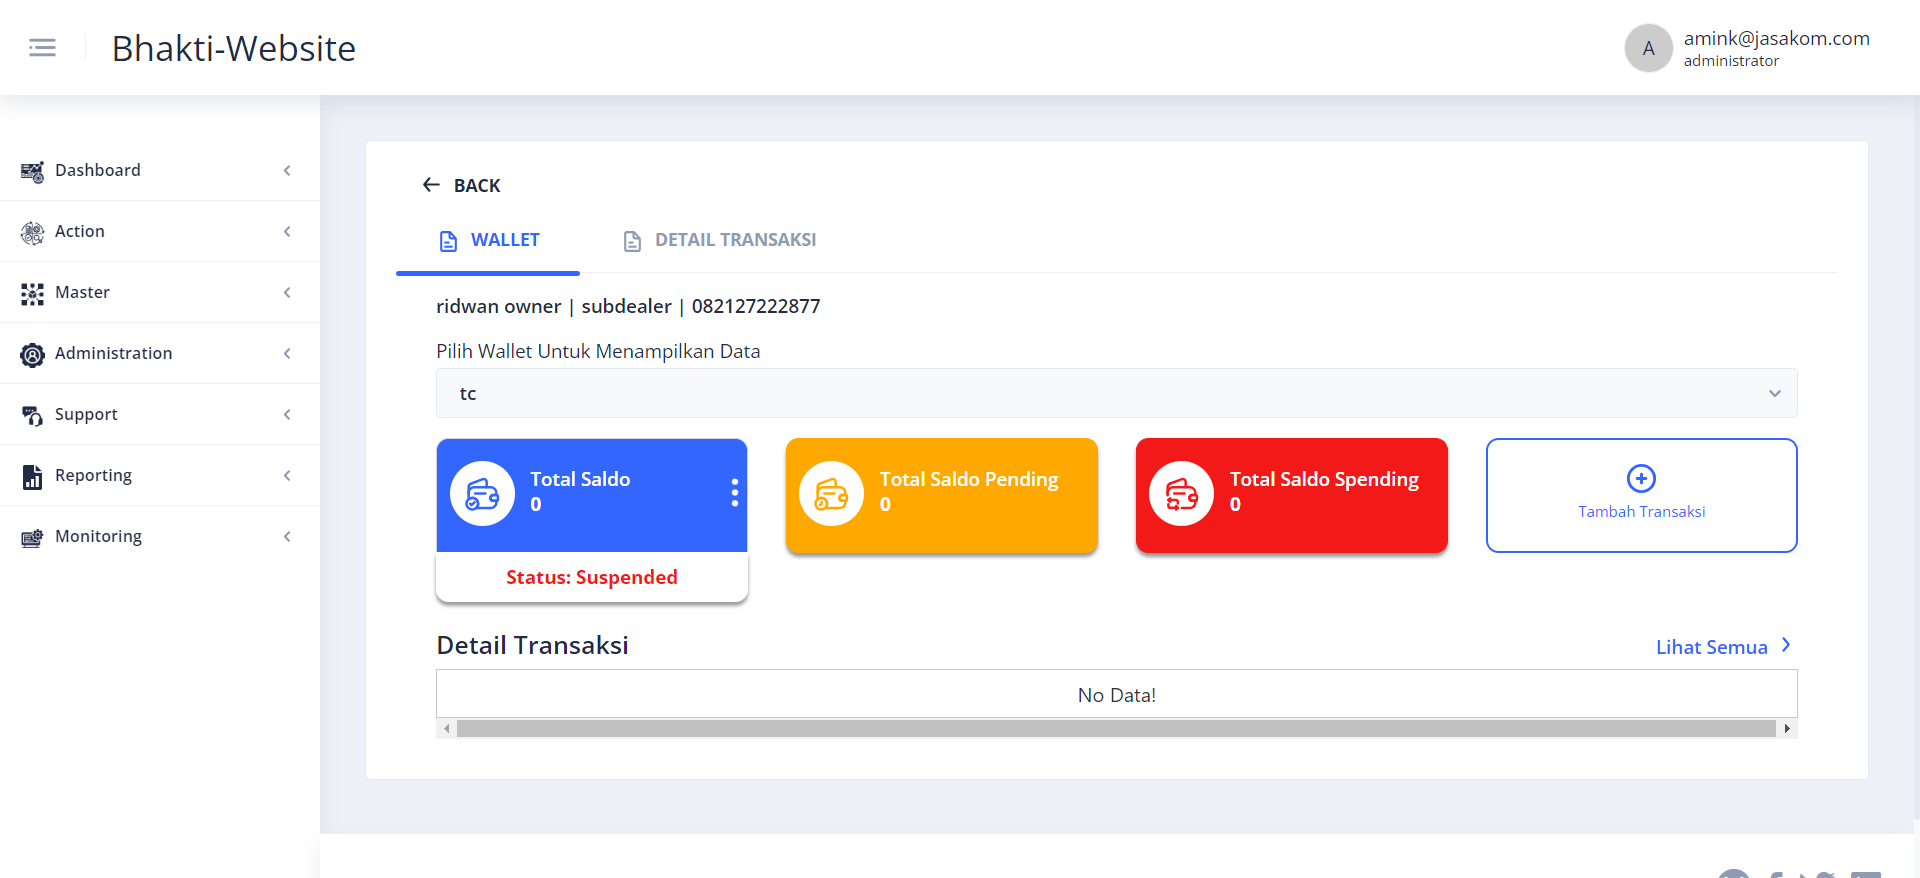 Bhakti-Website
A
amink@jasakom.com
administrator
Dashboard
Action
Master
Administration
Support
Reporting
Monitoring
BACK
WALLET
DETAIL TRANSAKSI
ridwan owner | subdealer | 082127222877
Pilih Wallet Untuk Menampilkan Data
tc
Total Saldo
0
Status: Suspended
Total Saldo Pending
0
Total Saldo Spending
0
Tambah Transaksi
Detail Transaksi
Lihat Semua
No Data!